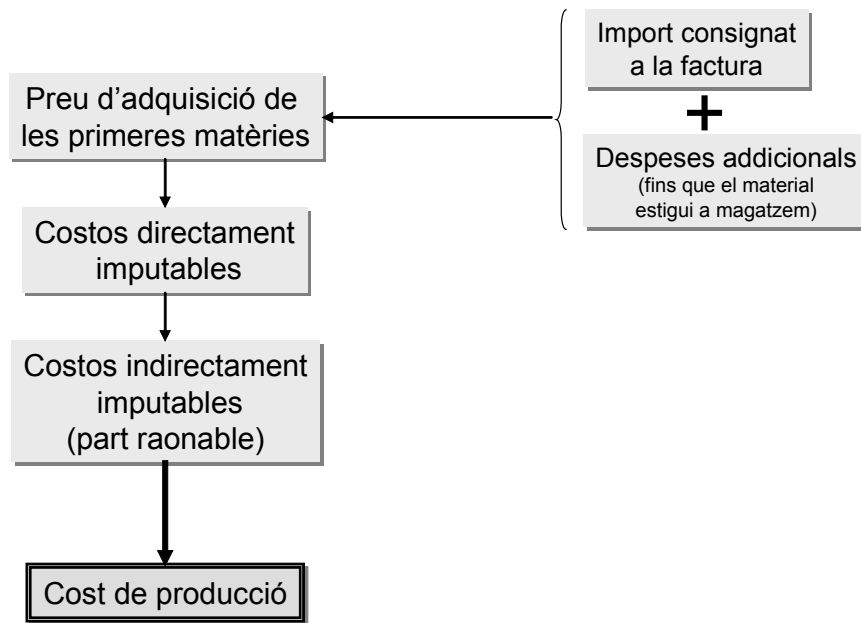 Import consignat
a la factura
+
Preu d’adquisició de
les primeres matèries
Despeses addicionals
(fins que el material
estigui a magatzem)
Costos directament
imputables
Costos indirectament
imputables
(part raonable)
Cost de producció